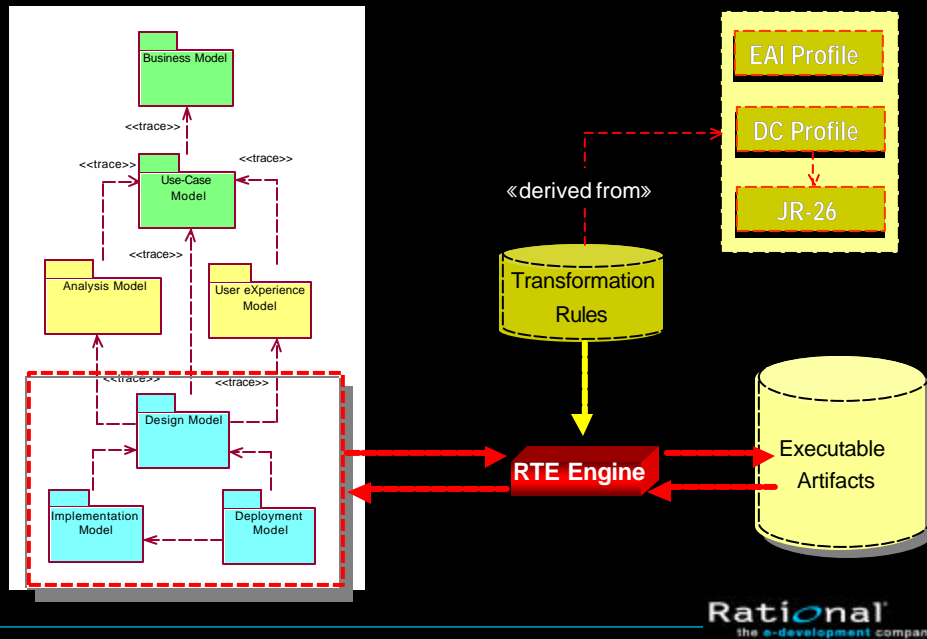 Business Model
<<trace>>
<<trace>>
<<trace>>
Use-Case
Model
<<trace>>
Analysis Model
User eXperience
Model
<<trace>>
<<trace>>
Design Model
Implementation
Model
Deployment
Model
EAI Profile
DC Profile
JR-26
«derived from»
Transformation
Rules
RTE Engine
Executable
Artifacts
Rational
the e-development compan